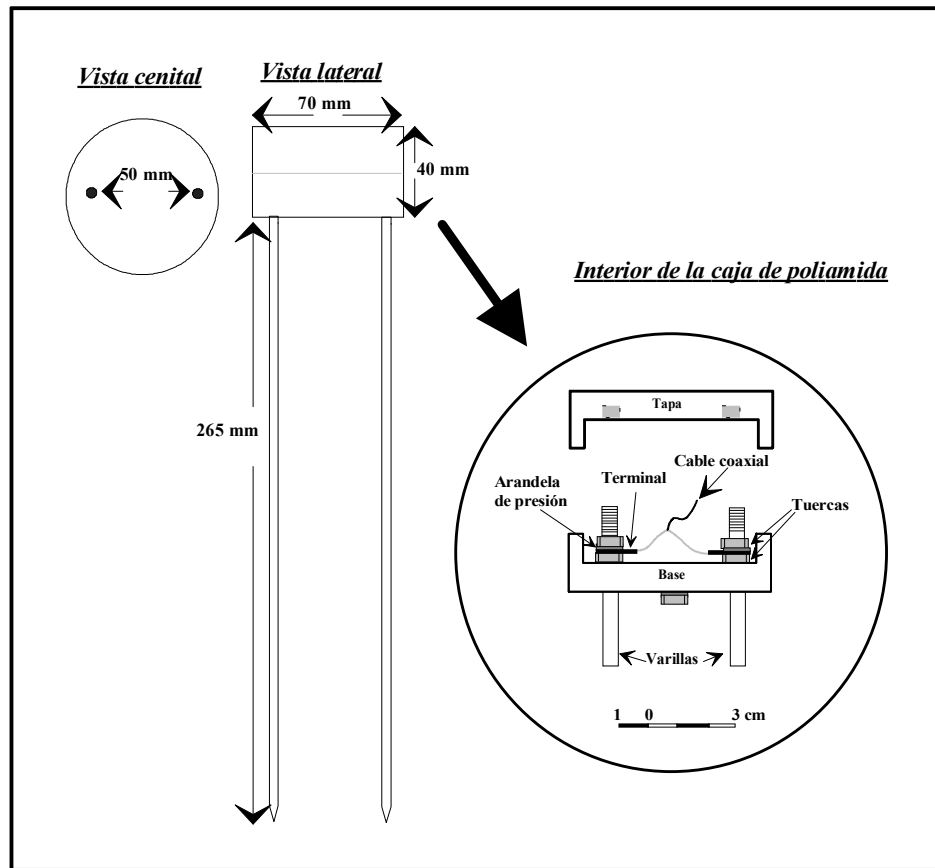 Vista cenital
Vista lateral
70 mm
50 mm
40 mm
265 mm
Interior de la caja de poliamida
Tapa
Cable coaxial
Arandela
de presión
Terminal
Tuercas
Base
Varillas
1 0 3 cm